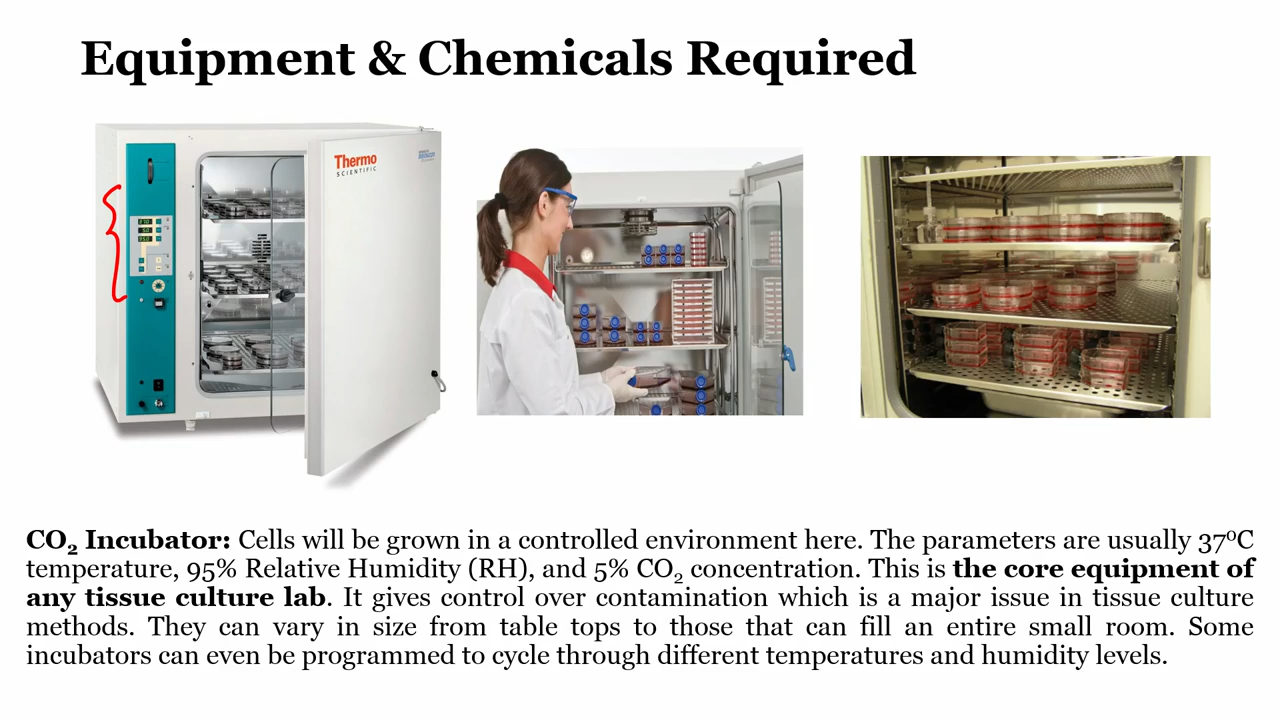 Equipment & Chemicals Required
Thermo
SCIENTIFIC
CO₂ Incubator: Cells will be grown in a controlled environment here. The parameters are usually 37⁰C
temperature, 95% Relative Humidity (RH), and 5% CO₂ concentration. This is the core equipment of
any tissue culture lab. It gives control over contamination which is a major issue in tissue culture
methods. They can vary in size from table tops to those that can fill an entire small room. Some
incubators can even be programmed to cycle through different temperatures and humidity levels.